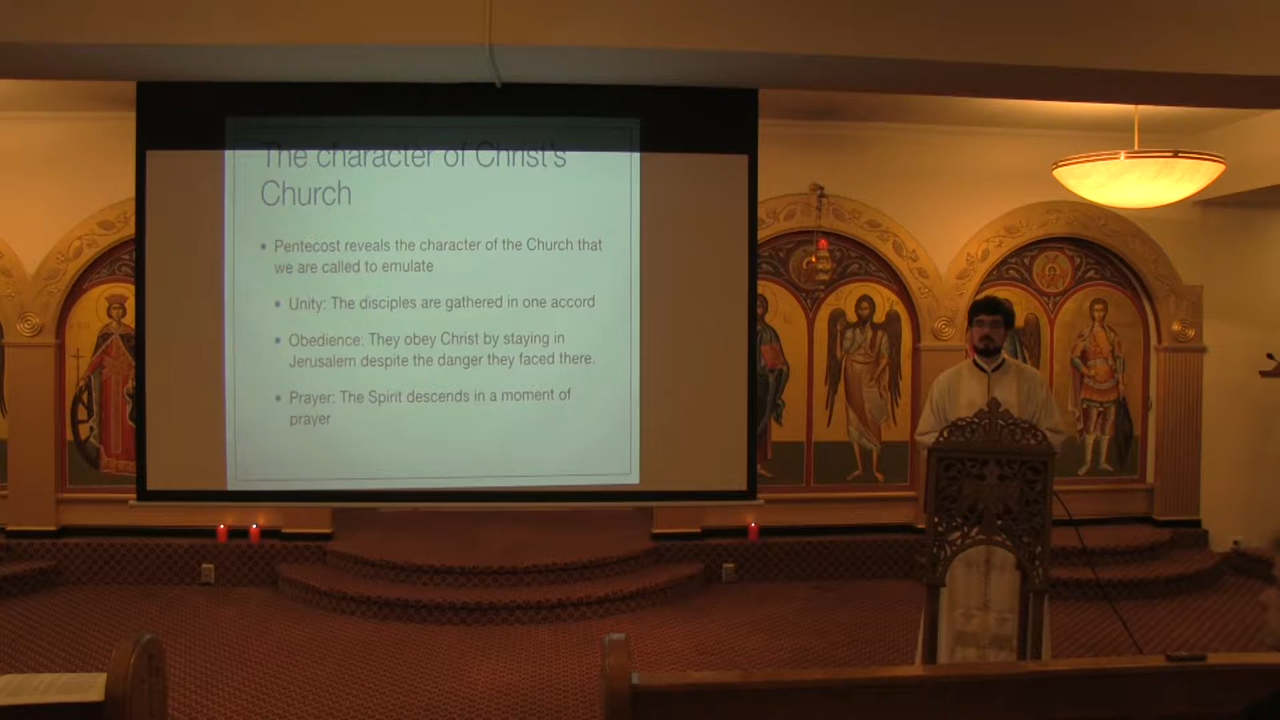 The character of Christ's
Church
• Pentecost reveals the character of the Church that
we are called to emulate
• Unity: The disciples are gathered in one accord
• Obedience: They obey Christ by staying in
Jerusalem despite the danger they faced there.
• Prayer: The Spirit descends in a moment of
prayer